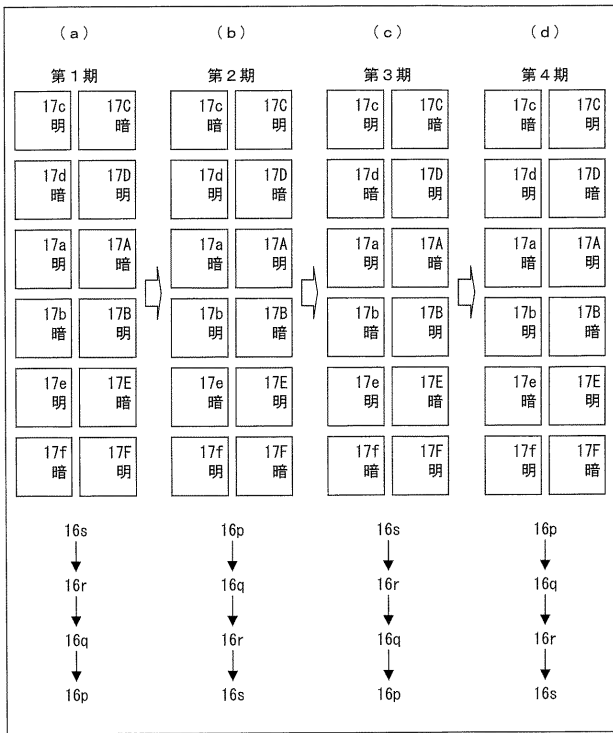 (a) (b) (c) (d)
第1期 第2期 第3期 第4期
17c 17C 17c 17C 17c 17C 17c 17C
明 暗 暗 明 明 暗 暗 明
17d 17D 17d 17D 17d 17D 17d 17D
暗 明 明 暗 暗 明 明 暗
17a 17A 17a 17A 17a 17A 17a 17A
明 暗 暗 明 明 暗 暗 明
17b 17B 17b 17B 17b 17B 17b 17B
暗 明 明 暗 暗 明 明 暗
17e 17E 17e 17E 17e 17E 17e 17E
明 暗 暗 明 明 暗 暗 明
17f 17F 17f 17F 17f 17F 17f 17F
暗 明 明 暗 暗 明 明 暗
16s 16p 16s 16p
16r 16q 16r 16q
16q 16r 16q 16r
16p 16s 16p 16s